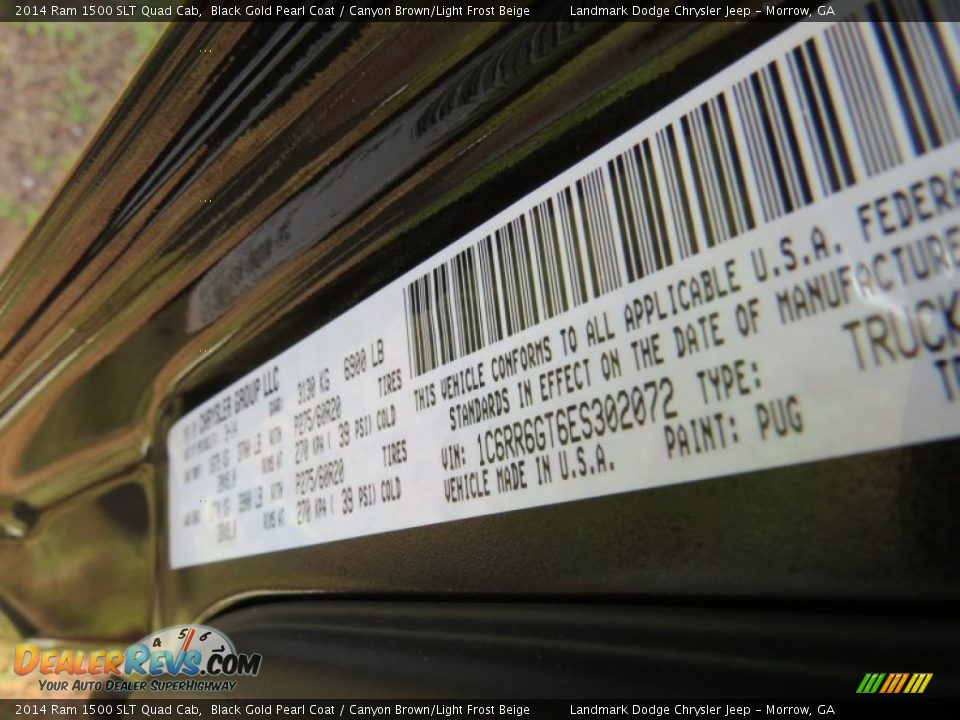 2014 Ram 1500 SLT Quad Cab, Black Gold Pearl Coat / Canyon Brown/Light Frost Beige Landmark Dodge Chrysler Jeep - Morrow, GA
CHRYSLER GROUP LLC
3130 KG 6900 LB
TIRES
P275/60R20
270 KPA ( 39 PSI) COLD
TIRES
P275/60R20
270 KPA ( 39 PSI) COLD
THIS VEHICLE CONFORMS TO ALL APPLICABLE U.S.A.
STANDARDS IN EFFECT ON THE DATE OF MANUFACTURE
VIN: 1C6RR6GT6ES302072 TYPE: TRUCK
VEHICLE MADE IN U.S.A. PAINT: PUG
4 5 6
DEALERREVS.COM
YOUR AUTO DEALER SUPERHIGHWAY
2014 Ram 1500 SLT Quad Cab, Black Gold Pearl Coat / Canyon Brown/Light Frost Beige Landmark Dodge Chrysler Jeep - Morrow, GA